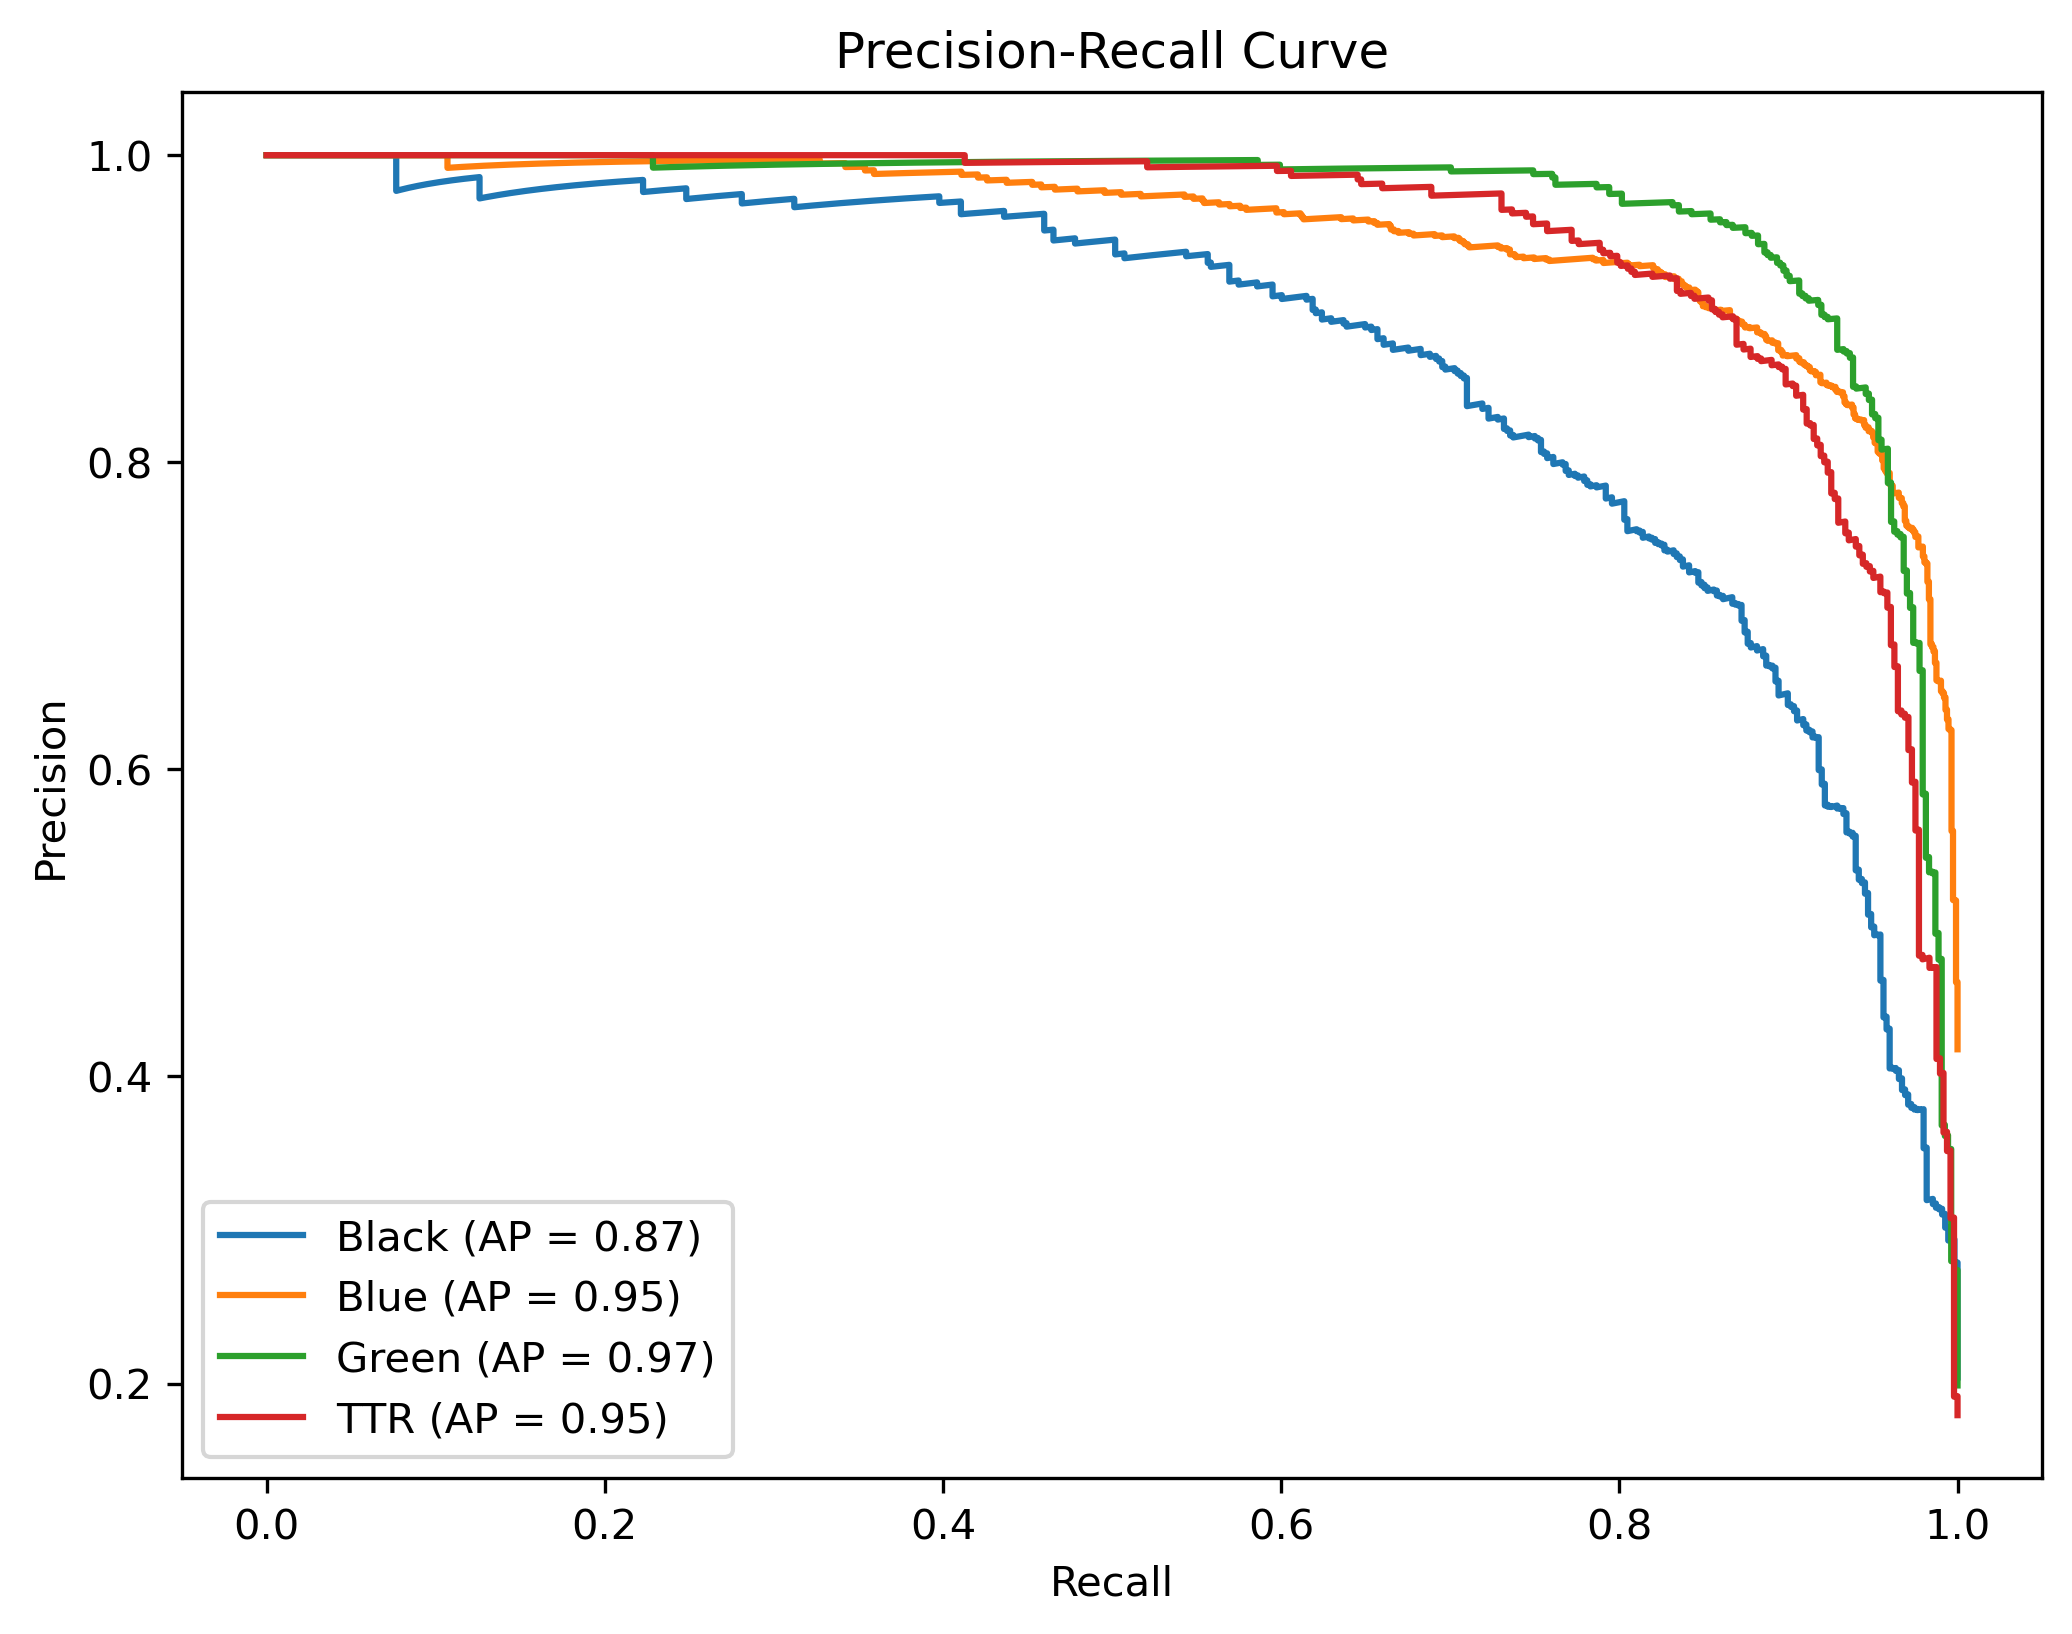 Precision-Recall Curve
1.0
0.8
0.6
0.4
0.2
Precision
Black (AP = 0.87)
Blue (AP = 0.95)
Green (AP = 0.97)
TTR (AP = 0.95)
0.0 0.2 0.4 0.6 0.8 1.0
Recall